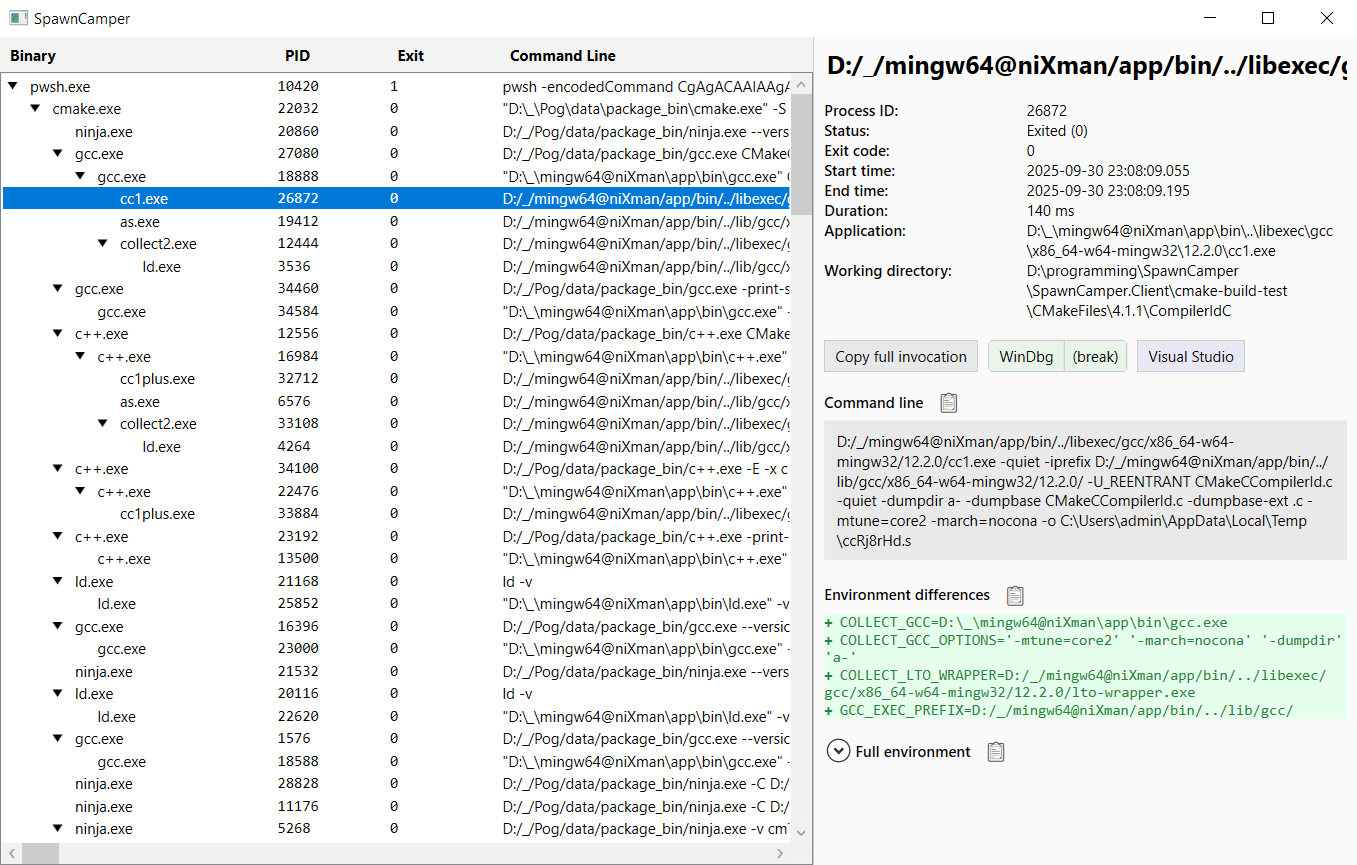 SpawnCamper
Binary PID Exit Command Line
pwsh.exe 10420 1 pwsh -encodedCommand CgAgACAAIAAgA
cmake.exe 22032 0 "D:\_\Pog\data\package_bin\cmake.exe" -S
ninja.exe 20860 0 D:/_/Pog/data/package_bin/ninja.exe --vers
gcc.exe 27080 0 D:/_/Pog/data/package_bin/gcc.exe CMake
gcc.exe 18888 0 "D:\_\mingw64@niXman\app\bin\gcc.exe"
cc1.exe 26872 0 D:/_/mingw64@niXman/app/bin/../libexec/g
as.exe 19412 0 D:/_/mingw64@niXman/app/bin/../lib/gcc/x
collect2.exe 12444 0 D:/_/mingw64@niXman/app/bin/../libexec/g
ld.exe 3536 0 D:/_/mingw64@niXman/app/bin/../lib/gcc/x
gcc.exe 34460 0 D:/_/Pog/data/package_bin/gcc.exe -print-s
gcc.exe 34584 0 "D:\_\mingw64@niXman\app\bin\gcc.exe" -
c++.exe 12556 0 D:/_/Pog/data/package_bin/c++.exe CMake
c++.exe 16984 0 "D:\_\mingw64@niXman\app\bin\c++.exe"
cc1plus.exe 32712 0 D:/_/mingw64@niXman/app/bin/../libexec/g
as.exe 6576 0 D:/_/mingw64@niXman/app/bin/../lib/gcc/x
collect2.exe 33108 0 D:/_/mingw64@niXman/app/bin/../libexec/g
ld.exe 4264 0 D:/_/mingw64@niXman/app/bin/../lib/gcc/x
c++.exe 34100 0 D:/_/Pog/data/package_bin/c++.exe -E -x c
c++.exe 22476 0 "D:\_\mingw64@niXman\app\bin\c++.exe"
cc1plus.exe 33884 0 D:/_/mingw64@niXman/app/bin/../libexec/g
c++.exe 23192 0 D:/_/Pog/data/package_bin/c++.exe -print-
c++.exe 13500 0 "D:\_\mingw64@niXman\app\bin\c++.exe"
ld.exe 21168 0 ld -v
ld.exe 25852 0 "D:\_\mingw64@niXman\app\bin\ld.exe" -v
gcc.exe 16396 0 D:/_/Pog/data/package_bin/gcc.exe --versic
gcc.exe 23000 0 "D:\_\mingw64@niXman\app\bin\gcc.exe" -
ninja.exe 21532 0 D:/_/Pog/data/package_bin/ninja.exe --vers
ld.exe 20116 0 ld -v
ld.exe 22620 0 "D:\_\mingw64@niXman\app\bin\ld.exe" -v
gcc.exe 1576 0 D:/_/Pog/data/package_bin/gcc.exe --versic
gcc.exe 18588 0 "D:\_\mingw64@niXman\app\bin\gcc.exe" -
ninja.exe 28828 0 D:/_/Pog/data/package_bin/ninja.exe -C D:/
ninja.exe 11176 0 D:/_/Pog/data/package_bin/ninja.exe -C D:/
ninja.exe 5268 0 D:/_/Pog/data/package_bin/ninja.exe -v cmT
D:/_/mingw64@niXman/app/bin/../libexec/g
Process ID: 26872
Status: Exited (0)
Exit code: 0
Start time: 2025-09-30 23:08:09.055
End time: 2025-09-30 23:08:09.195
Duration: 140 ms
Application: D:\_\mingw64@niXman\app\bin\..\libexec\gcc
\x86_64-w64-mingw32\12.2.0\cc1.exe
Working directory: D:\programming\SpawnCamper
\SpawnCamper.Client\cmake-build-test
\CMakeFiles\4.1.1\CompilerIdC
Copy full invocation WinDbg (break) Visual Studio
Command line
D:/_/mingw64@niXman/app/bin/../libexec/gcc/x86_64-w64-
mingw32/12.2.0/cc1.exe -quiet -iprefix D:/_/mingw64@niXman/app/bin/../
lib/gcc/x86_64-w64-mingw32/12.2.0/ -U_REENTRANT CMakeCCompilerId.c
-quiet -dumpdir a- -dumpbase CMakeCCompilerId.c -dumpbase-ext .c -
mtune=core2 -march=nocona -o C:\Users\admin\AppData\Local\Temp
\ccRj8rHd.s
Environment differences
+ COLLECT_GCC=D:\_\mingw64@niXman\app\bin\gcc.exe
+ COLLECT_GCC_OPTIONS='-mtune=core2' '-march=nocona' '-dumpdir'
'a-'
+ COLLECT_LTO_WRAPPER=D:/_/mingw64@niXman/app/bin/../libexec/
gcc/x86_64-w64-mingw32/12.2.0/lto-wrapper.exe
+ GCC_EXEC_PREFIX=D:/_/mingw64@niXman/app/bin/../lib/gcc/
Full environment